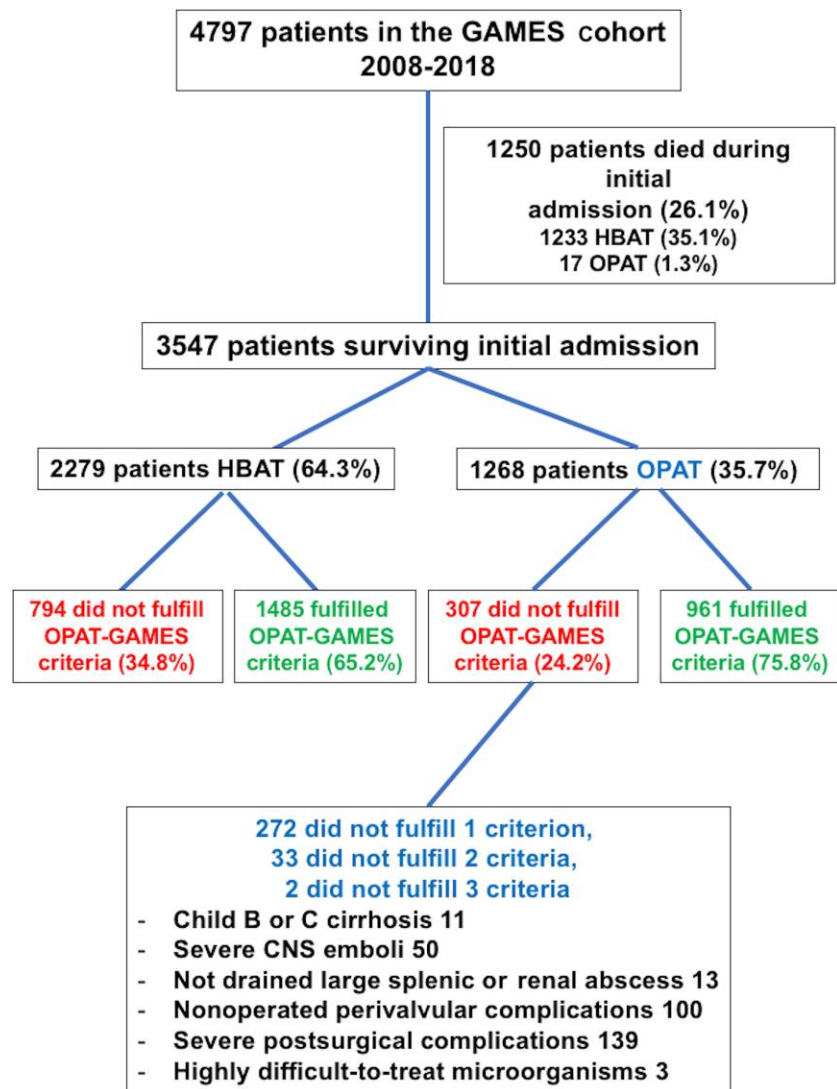 4797 patients in the GAMES cohort
2008-2018
1250 patients died during
initial
admission (26.1%)
1233 HBAT (35.1%)
17 OPAT (1.3%)
3547 patients surviving initial admission
2279 patients HBAT (64.3%)
1268 patients OPAT (35.7%)
794 did not fulfill
OPAT-GAMES
criteria (34.8%)
1485 fulfilled
OPAT-GAMES
criteria (65.2%)
307 did not fulfill
OPAT-GAMES
criteria (24.2%)
961 fulfilled
OPAT-GAMES
criteria (75.8%)
272 did not fulfill 1 criterion,
33 did not fulfill 2 criteria,
2 did not fulfill 3 criteria
- Child B or C cirrhosis 11
- Severe CNS emboli 50
- Not drained large splenic or renal abscess 13
- Nonoperated perivalvular complications 100
- Severe postsurgical complications 139
- Highly difficult-to-treat microorganisms 3